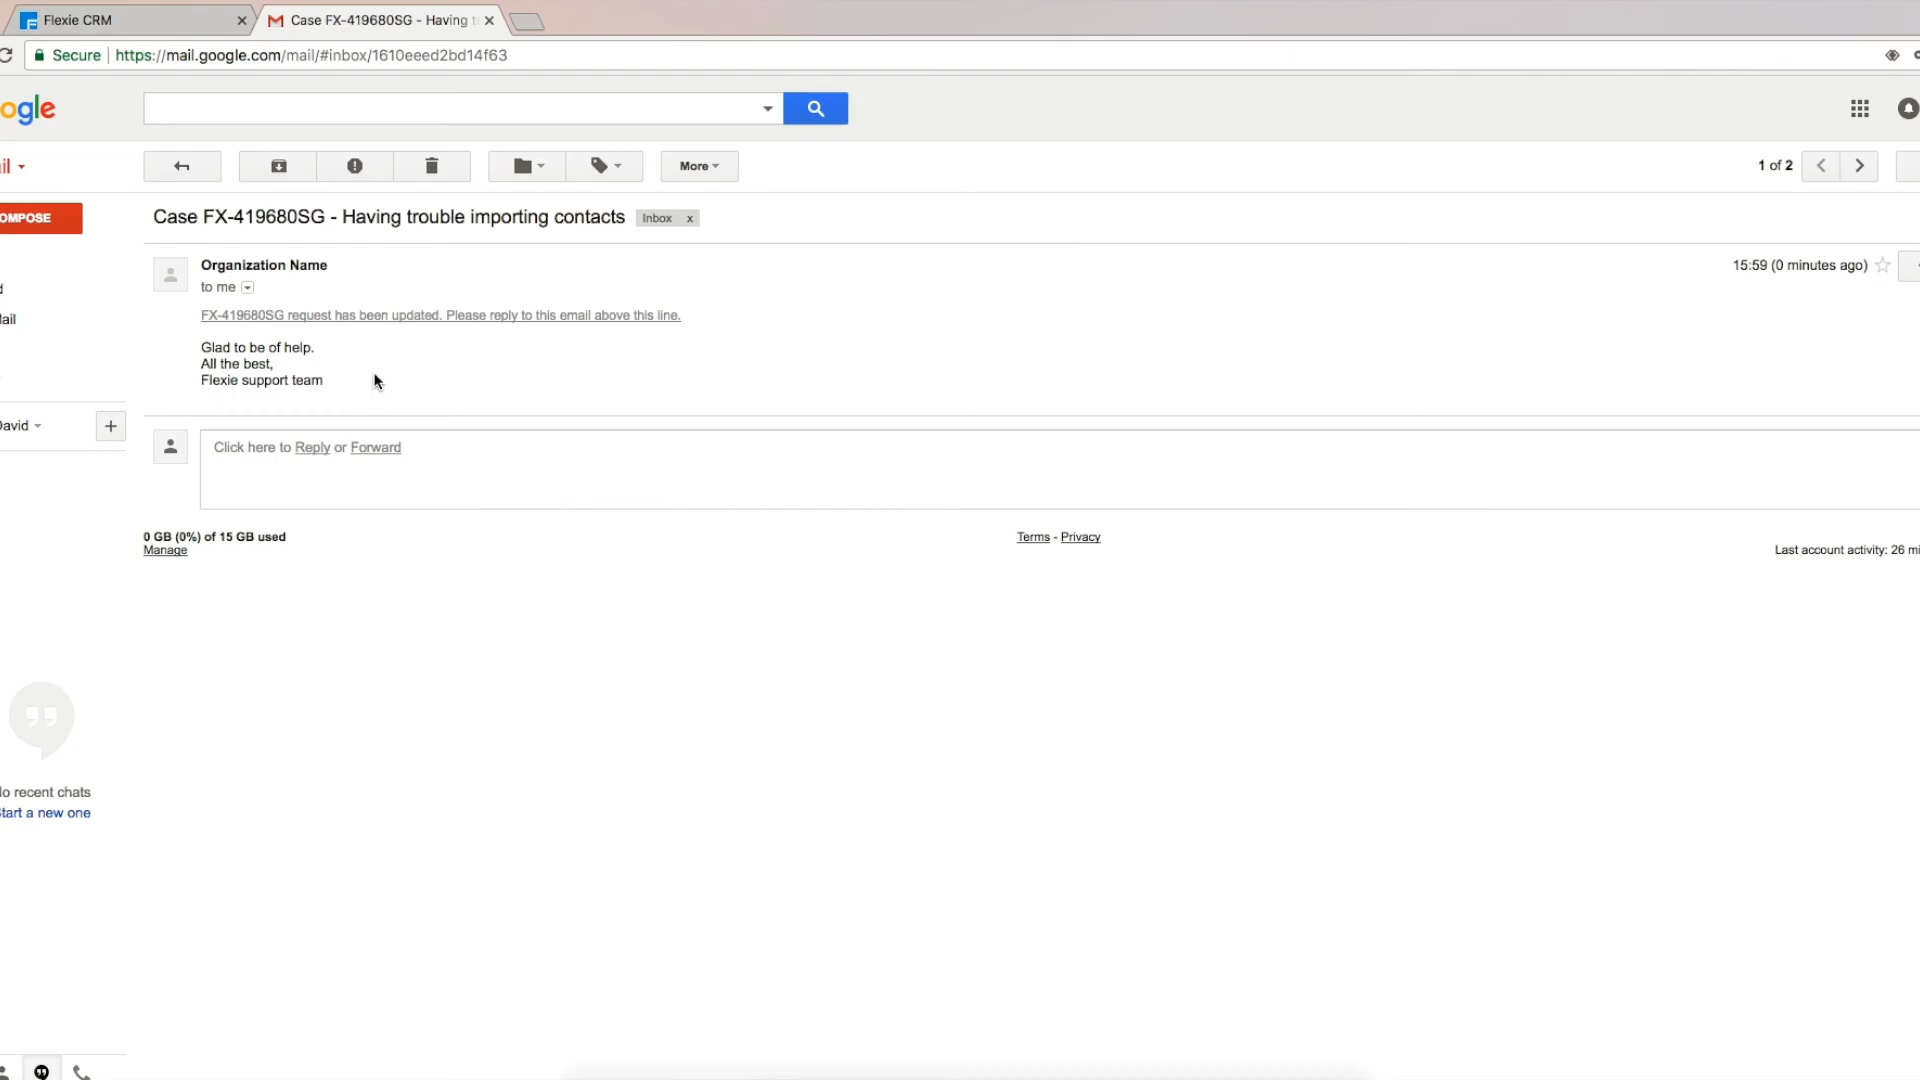 Flexie CRM
Case FX-419680SG - Having
Secure https://mail.google.com/mail/#inbox/1610eeed2bd14f63
ogle
il
More
1 of 2
OMPOSE
Case FX-419680SG - Having trouble importing contacts Inbox x
Organization Name
15:59 (0 minutes ago)
to me
ail
FX-419680SG request has been updated. Please reply to this email above this line.
Glad to be of help.
All the best,
Flexie support team
David
Click here to Reply or Forward
0 GB (0%) of 15 GB used
Manage
Terms - Privacy
Last account activity: 26 mi
o recent chats
tart a new one